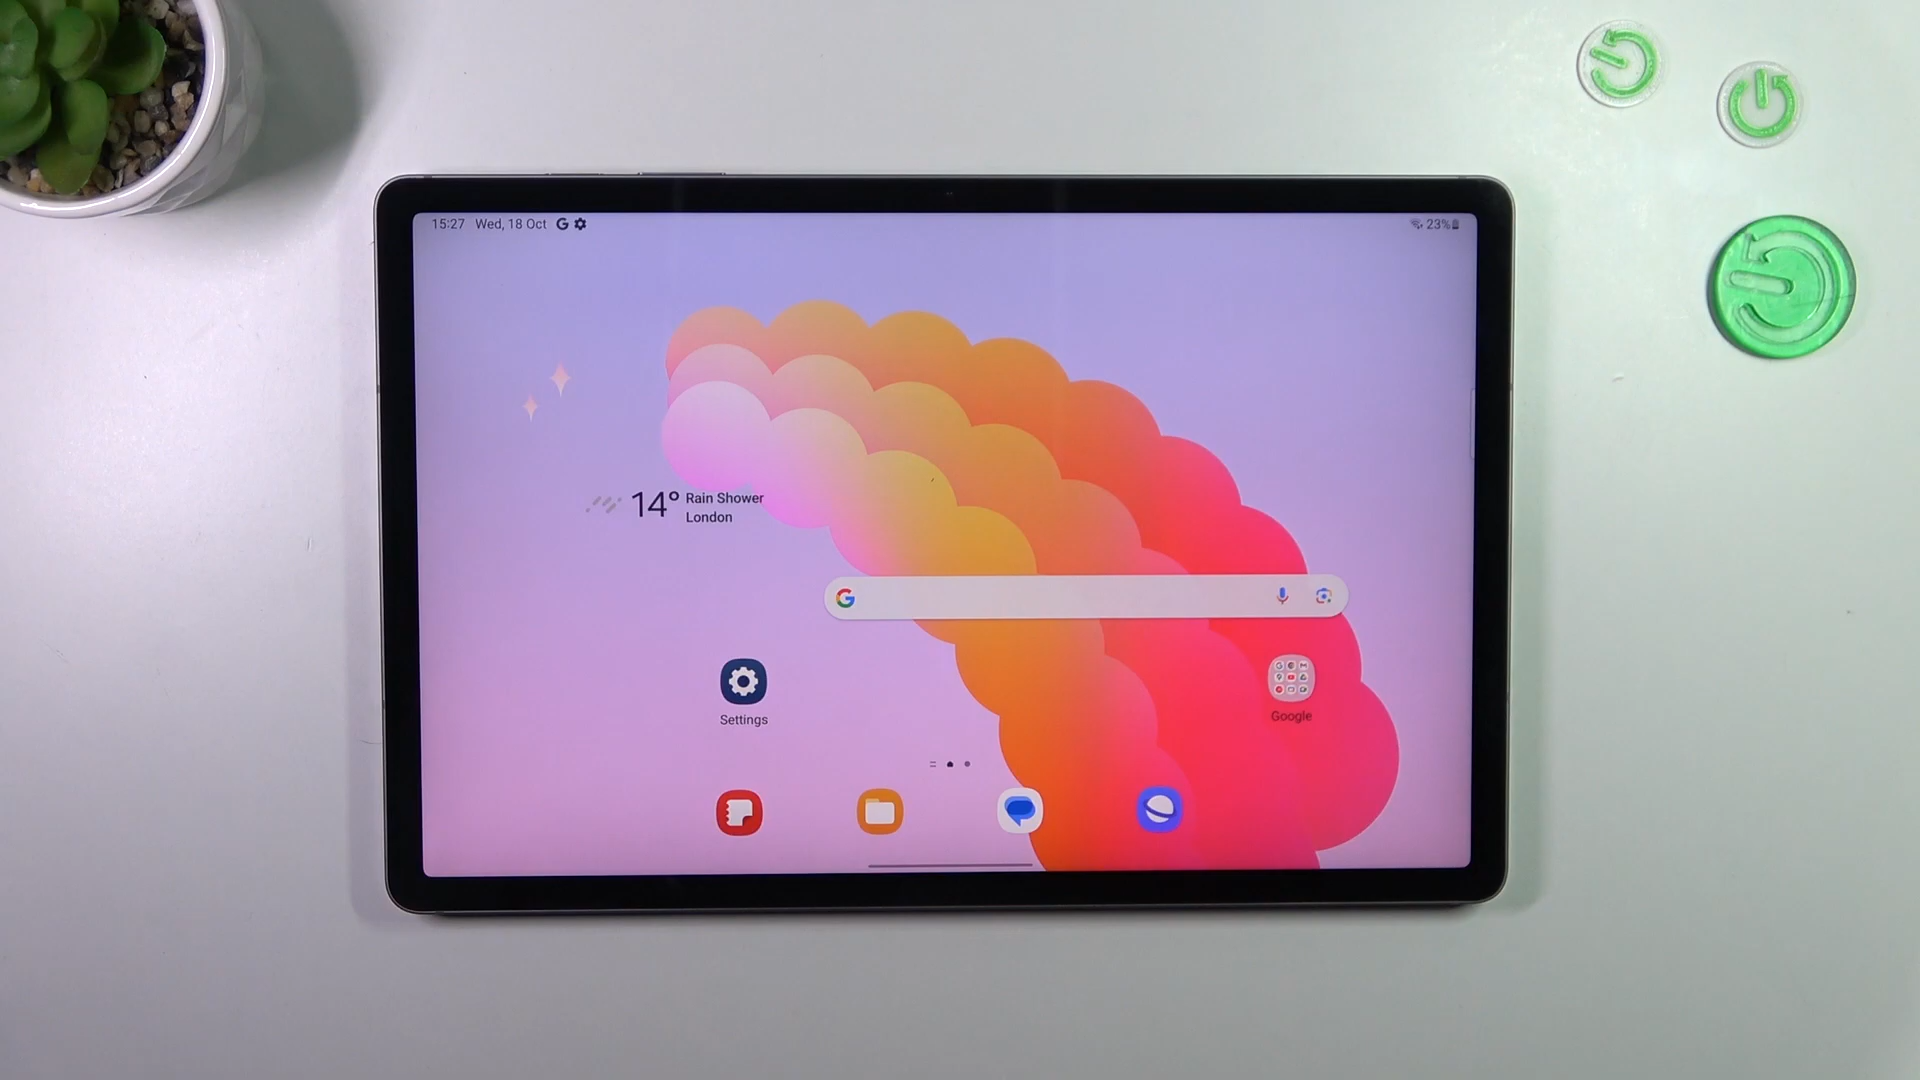 15:27 Wed, 18 Oct G
23%
14° Rain Shower
London
G
Settings
Google